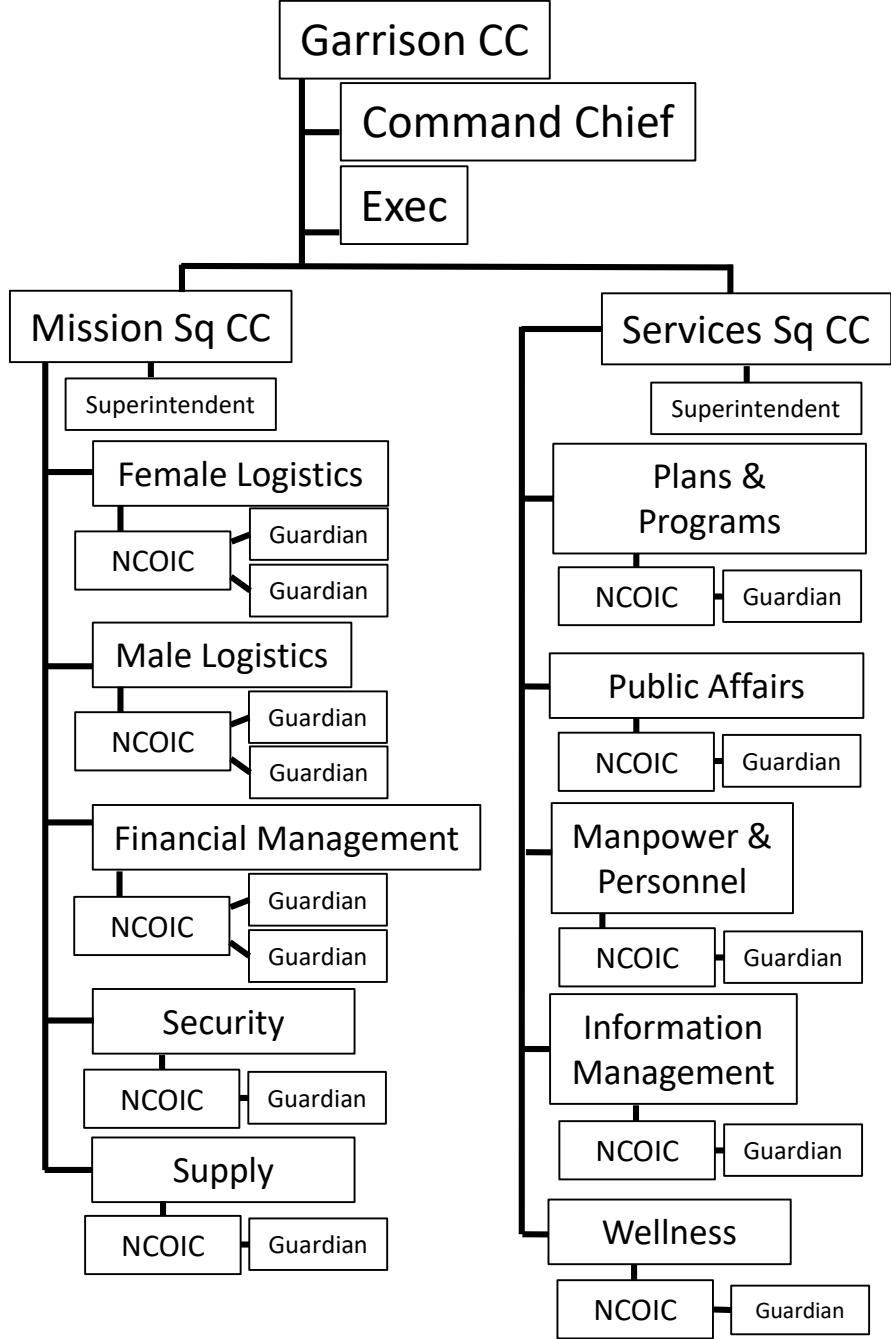 Garrison CC
Command Chief
Exec
Mission Sq CC
Superintendent
Female Logistics
NCOIC
Guardian
Guardian
Male Logistics
NCOIC
Guardian
Guardian
Financial Management
NCOIC
Guardian
Guardian
Security
NCOIC
Guardian
Supply
NCOIC
Guardian
Services Sq CC
Superintendent
Plans &
Programs
NCOIC
Guardian
Public Affairs
NCOIC
Guardian
Manpower &
Personnel
NCOIC
Guardian
Information
Management
NCOIC
Guardian
Wellness
NCOIC
Guardian